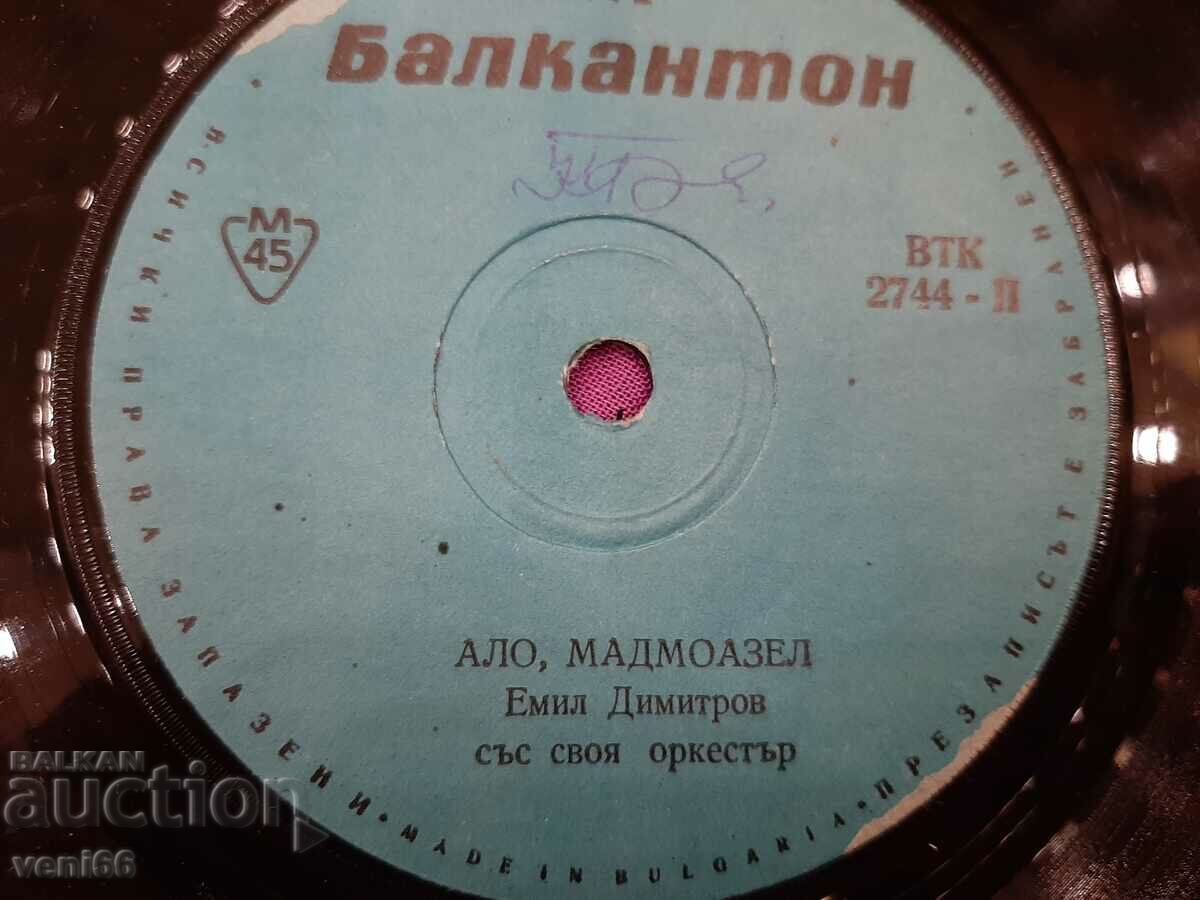 Балкантон
М
45
ВТК
2744 - II
АЛО, МАДМОАЗЕЛ
Емил Димитров
със своя оркестър
ВСИЧКИ ПРАВА ЗАПАЗЕНИ · MADE IN BULGARIA · ПРЕЗАПИСЪТ Е ЗАБРАНЕН
BALKAN
auction
veni66